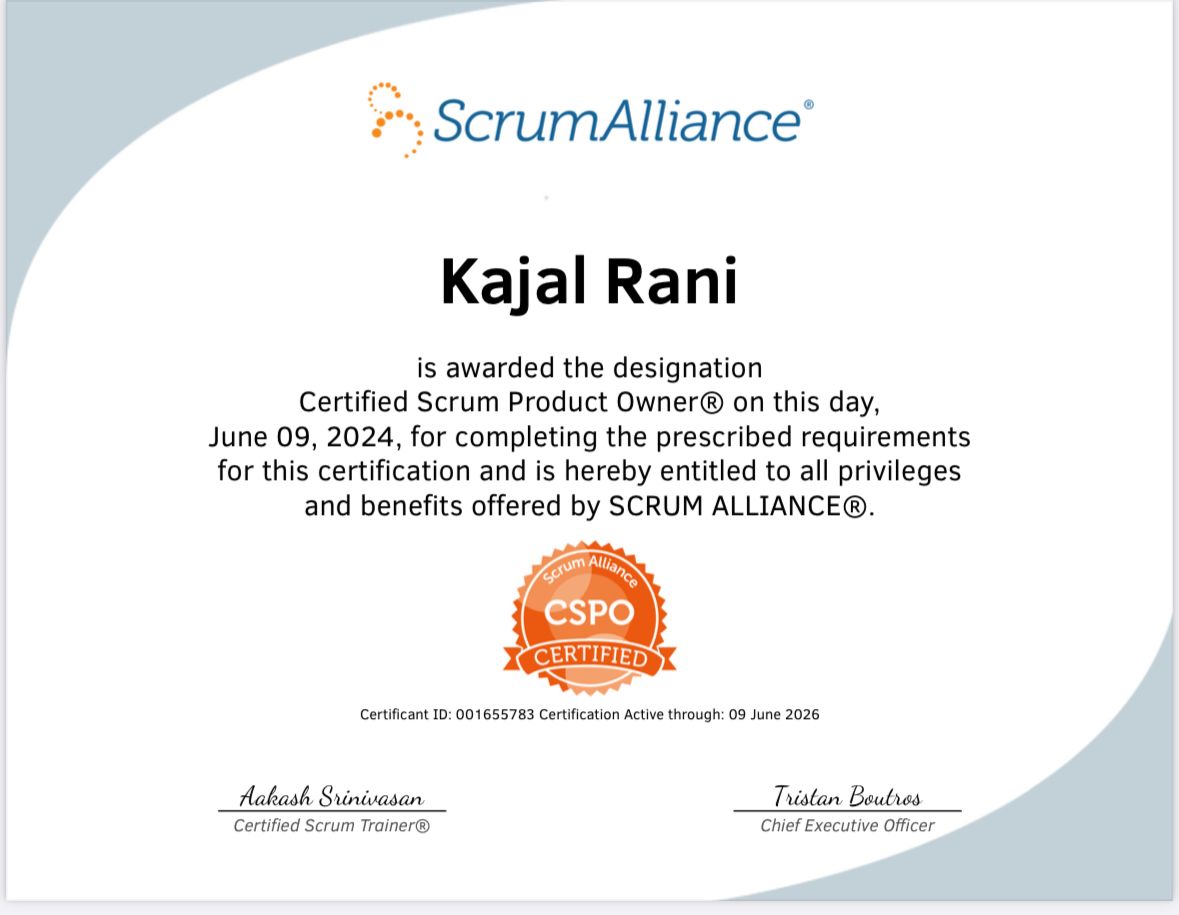 ScrumAlliance®
Kajal Rani
is awarded the designation
Certified Scrum Product Owner® on this day,
June 09, 2024, for completing the prescribed requirements
for this certification and is hereby entitled to all privileges
and benefits offered by SCRUM ALLIANCE®.
Scrum Alliance
CSPO
CERTIFIED
Certificant ID: 001655783 Certification Active through: 09 June 2026
Aakash Srinivasan
Certified Scrum Trainer®
Tristan Boutros
Chief Executive Officer